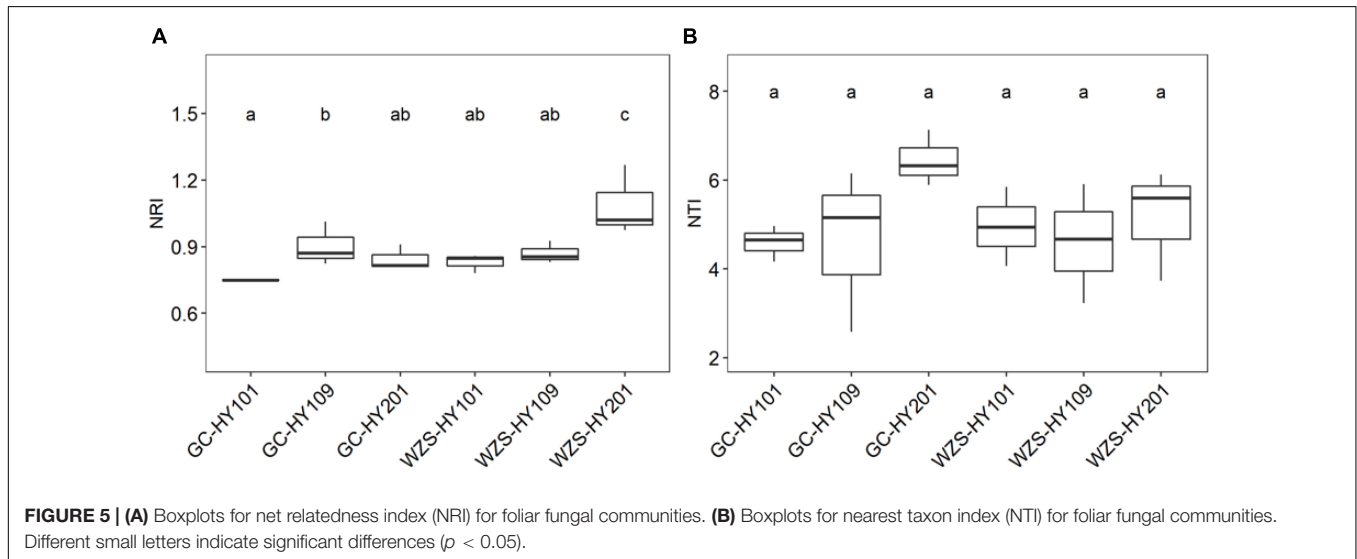 A
B
NRI
1.5
1.2
0.9
0.6
a b ab ab ab c
GC-HY101
GC-HY109
GC-HY201
WZS-HY101
WZS-HY109
WZS-HY201
NTI
8
6
4
2
a a a a a a
GC-HY101
GC-HY109
GC-HY201
WZS-HY101
WZS-HY109
WZS-HY201
FIGURE 5 | (A) Boxplots for net relatedness index (NRI) for foliar fungal communities. (B) Boxplots for nearest taxon index (NTI) for foliar fungal communities.
Different small letters indicate significant differences (p < 0.05).